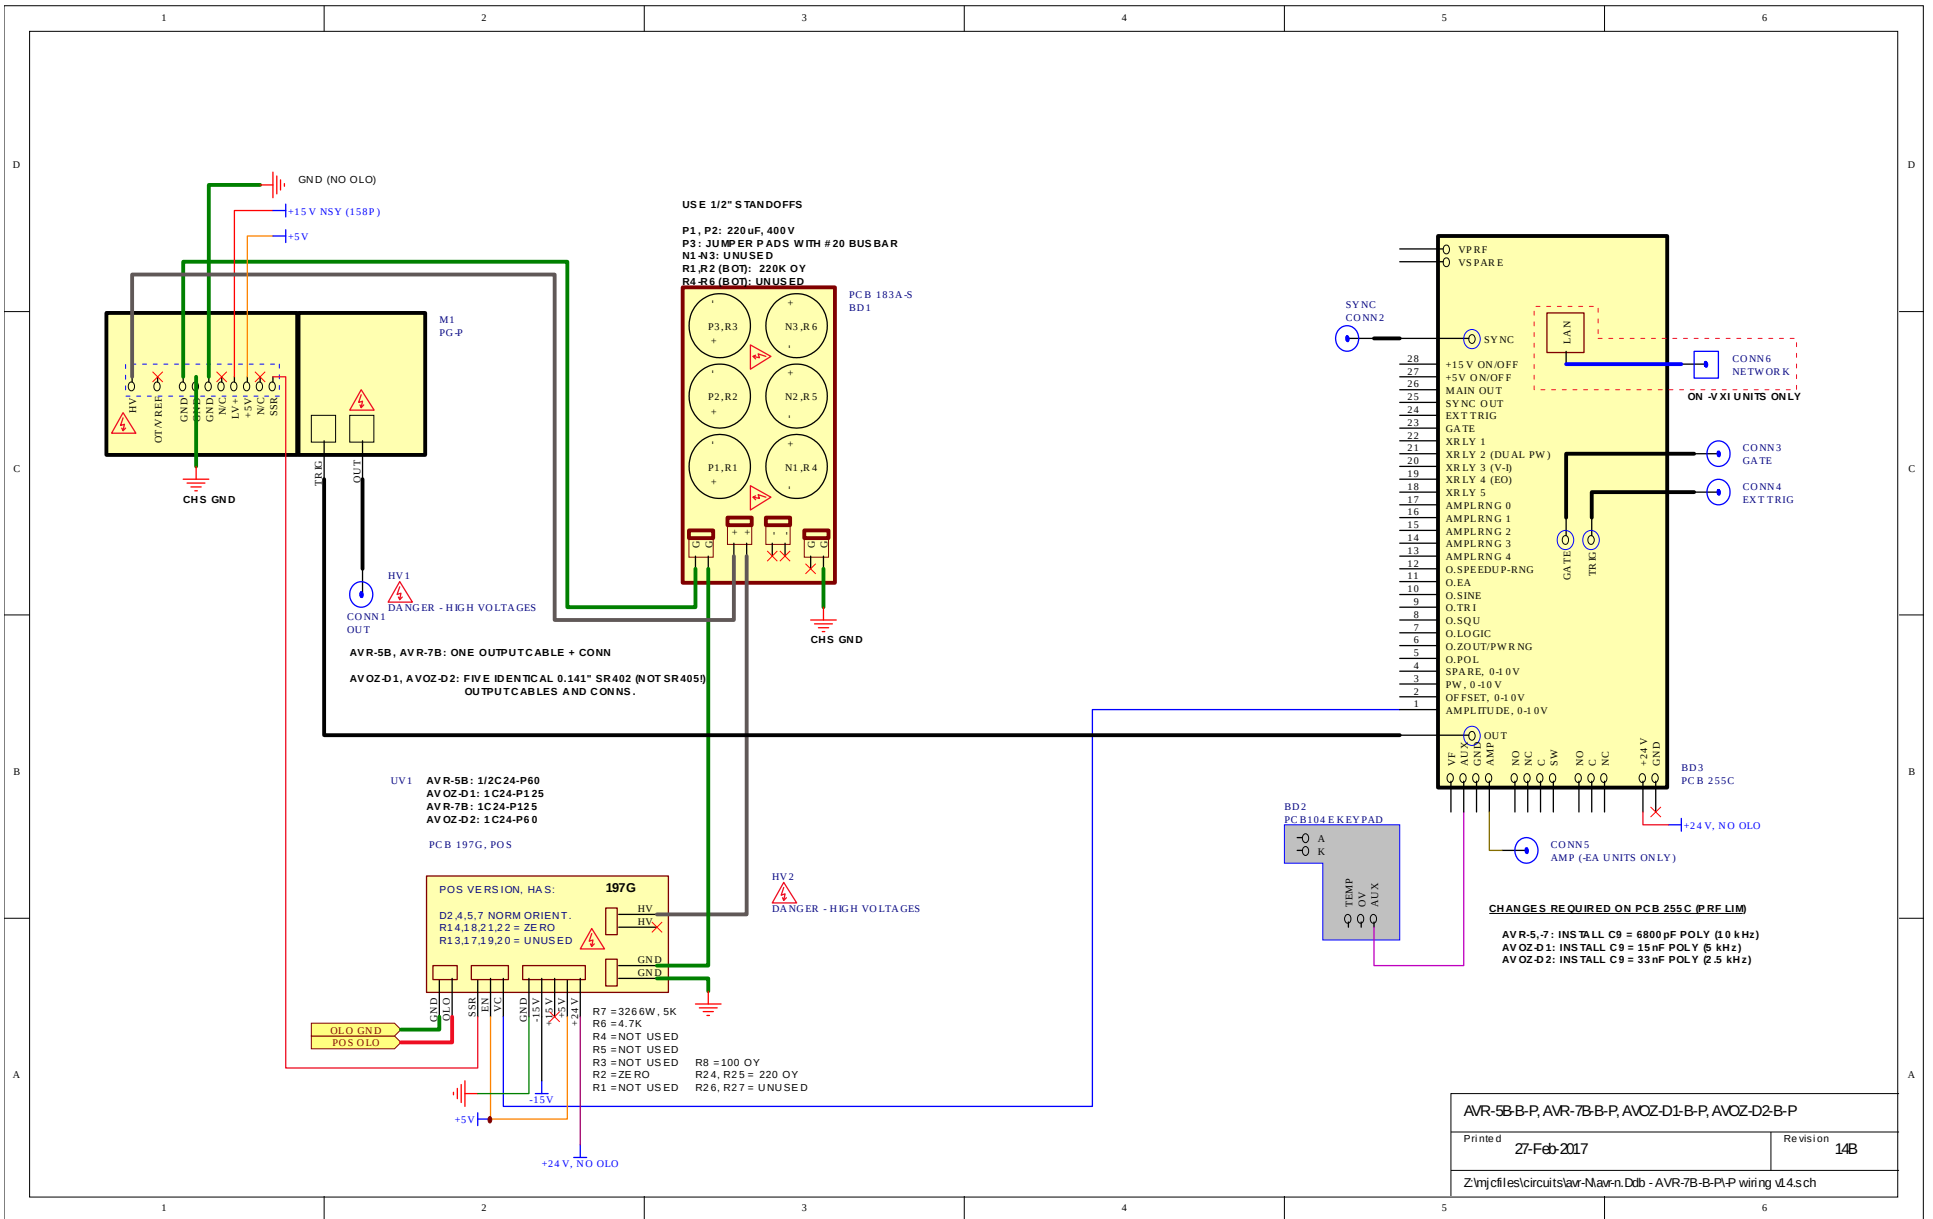 1 2 3 4 5 6
D D
C C
B B
A A
GND (NO OLO)
+15V NSY (158P)
+5V
M1
PG-P
HV
OT/VREF
GND
GND
GND
N/C
LV+
+5V
N/C
SSR
TRIG
OUT
CHS GND
HV1
DANGER - HIGH VOLTAGES
CONN1
OUT
AVR-5B, AVR-7B: ONE OUTPUT CABLE + CONN
AVOZ-D1, AVOZ-D2: FIVE IDENTICAL 0.141" SR402 (NOT SR405!)
OUTPUT CABLES AND CONNS.
USE 1/2" STANDOFFS
P1, P2: 220uF, 400V
P3: JUMPER PADS WITH #20 BUSBAR
N1-N3: UNUSED
R1,R2 (BOT): 220K OY
R4-R6 (BOT): UNUSED
PCB 183A-S
BD1
P3,R3
N3,R6
P2,R2
N2,R5
P1,R1
N1,R4
G G
+ +
- -
G G
CHS GND
UV1
AVR-5B: 1/2C24-P60
AVOZ-D1: 1C24-P125
AVR-7B: 1C24-P125
AVOZ-D2: 1C24-P60
PCB 197G, POS
POS VERSION, HAS:
197G
D2,4,5,7 NORM ORIENT.
R14,18,21,22 = ZERO
R13,17,19,20 = UNUSED
HV
HV
GND
GND
GND
OLO
SSR
EN
VC
GND
-15V
+15V
+5V
+24V
HV2
DANGER - HIGH VOLTAGES
OLO GND
POS OLO
-15V
+5V
+24V, NO OLO
R7 =3266W, 5K
R6 =4.7K
R4 =NOT USED
R5 =NOT USED
R3 =NOT USED
R2 =ZERO
R1 =NOT USED
R8 =100 OY
R24, R25 = 220 OY
R26, R27 = UNUSED
VPRF
VSPARE
SYNC
CONN2
SYNC
LAN
CONN6
NETWORK
ON -VXI UNITS ONLY
28 +15V ON/OFF
27 +5V ON/OFF
26 MAIN OUT
25 SYNC OUT
24 EXT TRIG
23 GATE
22 XRLY 1
21 XRLY 2 (DUAL PW)
20 XRLY 3 (V-I)
19 XRLY 4 (EO)
18 XRLY 5
17 AMPLRNG 0
16 AMPLRNG 1
15 AMPLRNG 2
14 AMPLRNG 3
13 AMPLRNG 4
12 O.SPEEDUP-RNG
11 O.EA
10 O.SINE
9 O.TRI
8 O.SQU
7 O.LOGIC
6 O.ZOUT/PWRNG
5 O.POL
4 SPARE, 0-10V
3 PW, 0-10V
2 OFFSET, 0-10V
1 AMPLITUDE, 0-10V
CONN3
GATE
CONN4
EXT TRIG
GATE
TRIG
OUT
VF
AUX
GND
AMP
NO
NC
C
SW
NO
C
NC
+24V
GND
BD3
PCB 255C
+24V, NO OLO
CONN5
AMP (-EA UNITS ONLY)
BD2
PCB104E KEYPAD
A
K
TEMP
OV
AUX
CHANGES REQUIRED ON PCB 255C (PRF LIM)
AVR-5,-7: INSTALL C9 = 6800pF POLY (10 kHz)
AVOZ-D1: INSTALL C9 = 15nF POLY (5 kHz)
AVOZ-D2: INSTALL C9 = 33nF POLY (2.5 kHz)
AVR-5B-B-P, AVR-7B-B-P, AVOZ-D1-B-P, AVOZ-D2-B-P
Printed
27-Feb-2017
Revision
14B
Z:\mjcfiles\circuits\avr-N\avr-n.Ddb - AVR-7B-B-P\-P wiring v14.sch
1 2 3 4 5 6